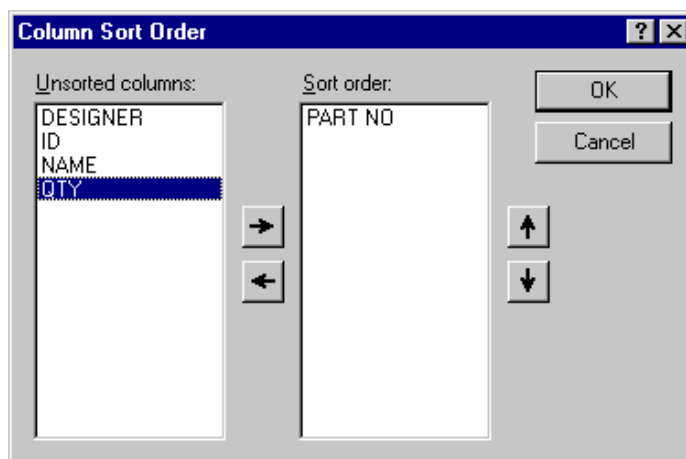 Column Sort Order
Unsorted columns:
DESIGNER
ID
NAME
QTY
Sort order:
PART NO
OK
Cancel